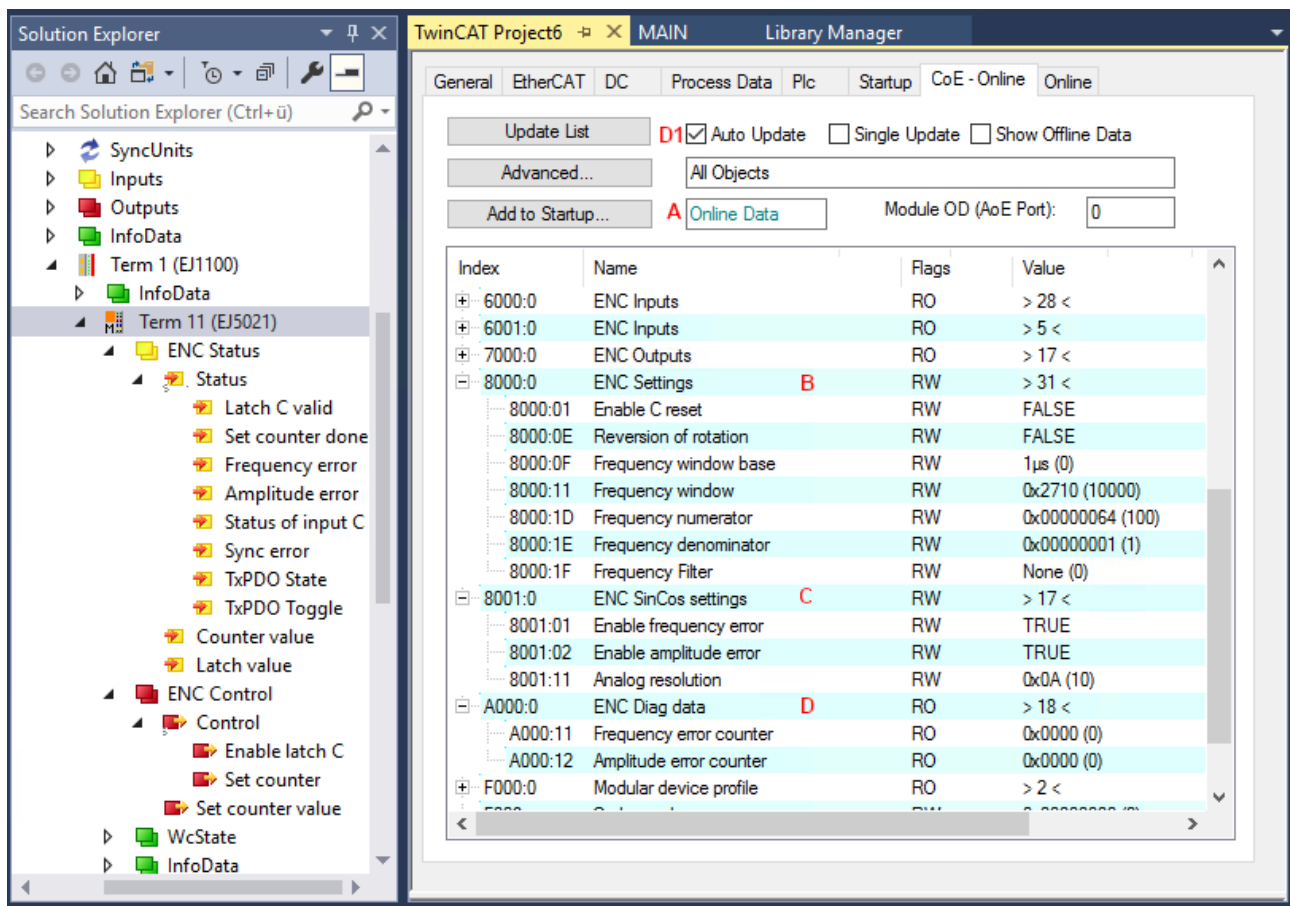 Solution Explorer
Search Solution Explorer (Ctrl+ü)
SyncUnits
Inputs
Outputs
InfoData
Term 1 (EJ1100)
InfoData
Term 11 (EJ5021)
ENC Status
Status
Latch C valid
Set counter done
Frequency error
Amplitude error
Status of input C
Sync error
TxPDO State
TxPDO Toggle
Counter value
Latch value
ENC Control
Control
Enable latch C
Set counter
Set counter value
WcState
InfoData
TwinCAT Project6 MAIN Library Manager
General EtherCAT DC Process Data Plc Startup CoE - Online Online
Update List D1 Auto Update Single Update Show Offline Data
Advanced... All Objects
Add to Startup... A Online Data Module OD (AoE Port): 0
Index Name Flags Value
6000:0 ENC Inputs RO > 28 <
6001:0 ENC Inputs RO > 5 <
7000:0 ENC Outputs RO > 17 <
8000:0 ENC Settings B RW > 31 <
8000:01 Enable C reset RW FALSE
8000:0E Reversion of rotation RW FALSE
8000:0F Frequency window base RW 1µs (0)
8000:11 Frequency window RW 0x2710 (10000)
8000:1D Frequency numerator RW 0x00000064 (100)
8000:1E Frequency denominator RW 0x00000001 (1)
8000:1F Frequency Filter RW None (0)
8001:0 ENC SinCos settings C RW > 17 <
8001:01 Enable frequency error RW TRUE
8001:02 Enable amplitude error RW TRUE
8001:11 Analog resolution RW 0x0A (10)
A000:0 ENC Diag data D RO > 18 <
A000:11 Frequency error counter RO 0x0000 (0)
A000:12 Amplitude error counter RO 0x0000 (0)
F000:0 Modular device profile RO > 2 <